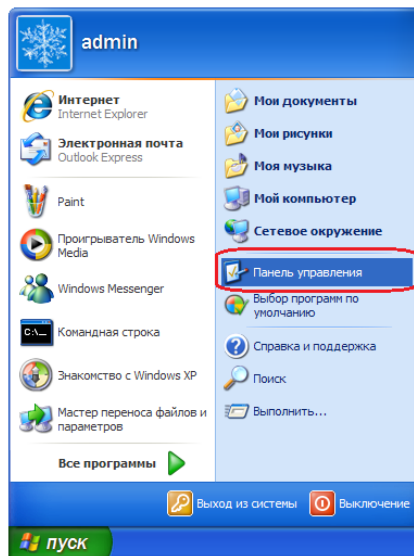 admin
Интернет
Internet Explorer
Электронная почта
Outlook Express
Paint
Проигрыватель Windows
Media
Windows Messenger
C:\_
Командная строка
Знакомство с Windows XP
Мастер переноса файлов и
параметров
Все программы
Мои документы
Мои рисунки
Моя музыка
Мой компьютер
Сетевое окружение
Панель управления
Выбор программ по
умолчанию
Справка и поддержка
Поиск
Выполнить...
Выход из системы
Выключение
пуск